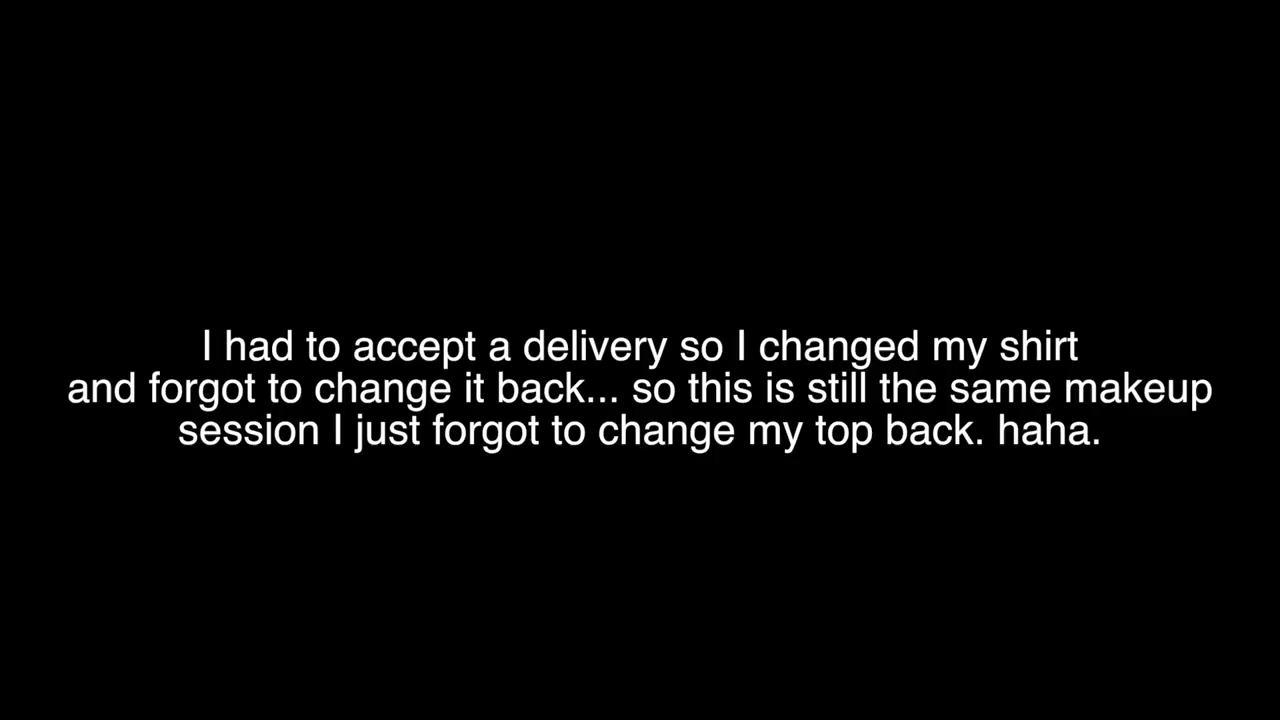 I had to accept a delivery so I changed my shirt
and forgot to change it back... so this is still the same makeup
session I just forgot to change my top back. haha.